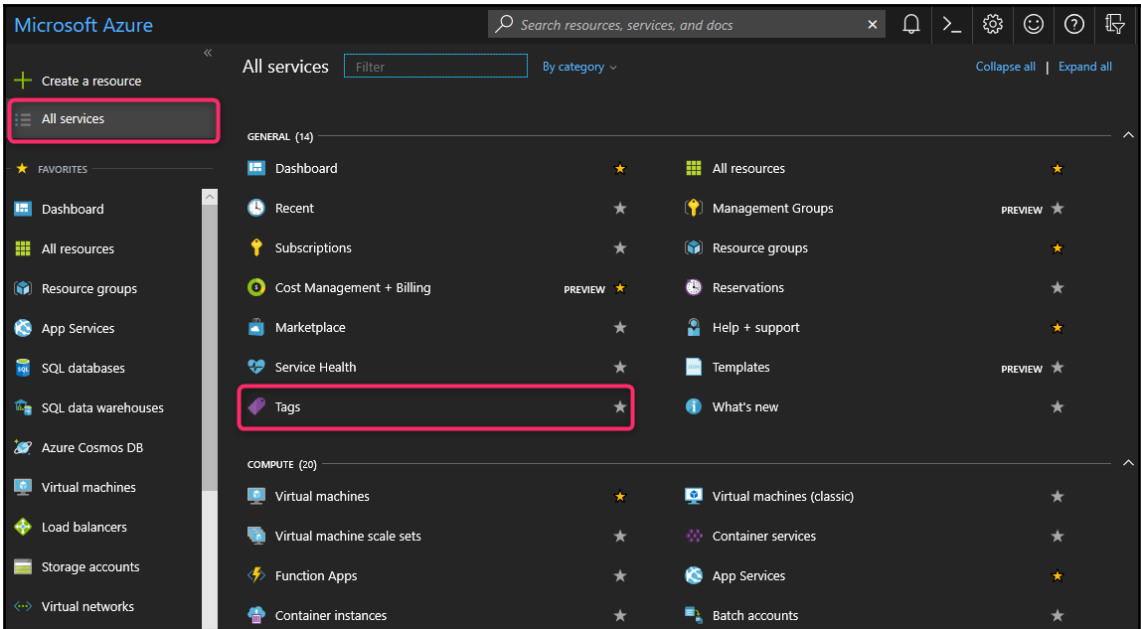 Microsoft Azure
Search resources, services, and docs
Create a resource
All services
FAVORITES
Dashboard
All resources
Resource groups
App Services
SQL databases
SQL data warehouses
Azure Cosmos DB
Virtual machines
Load balancers
Storage accounts
Virtual networks
All services Filter By category Collapse all | Expand all
GENERAL (14)
Dashboard All resources
Recent Management Groups PREVIEW
Subscriptions Resource groups
Cost Management + Billing PREVIEW Reservations
Marketplace Help + support
Service Health Templates PREVIEW
Tags What's new
COMPUTE (20)
Virtual machines Virtual machines (classic)
Virtual machine scale sets Container services
Function Apps App Services
Container instances Batch accounts